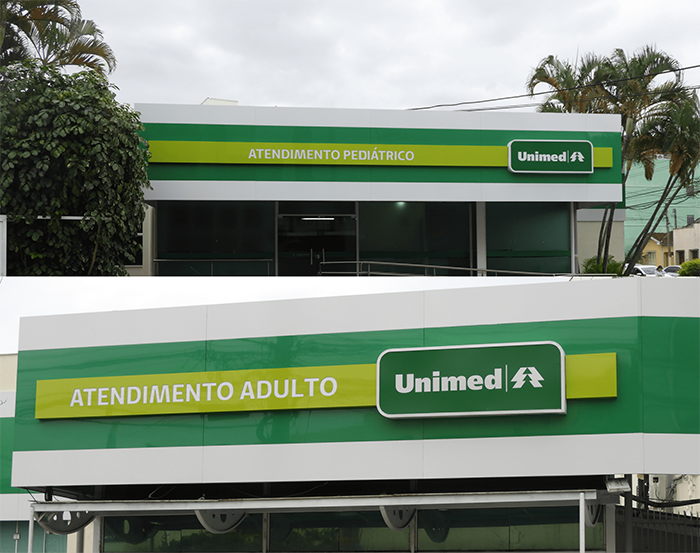 ATENDIMENTO PEDIÁTRICO
Unimed
ATENDIMENTO ADULTO
Unimed